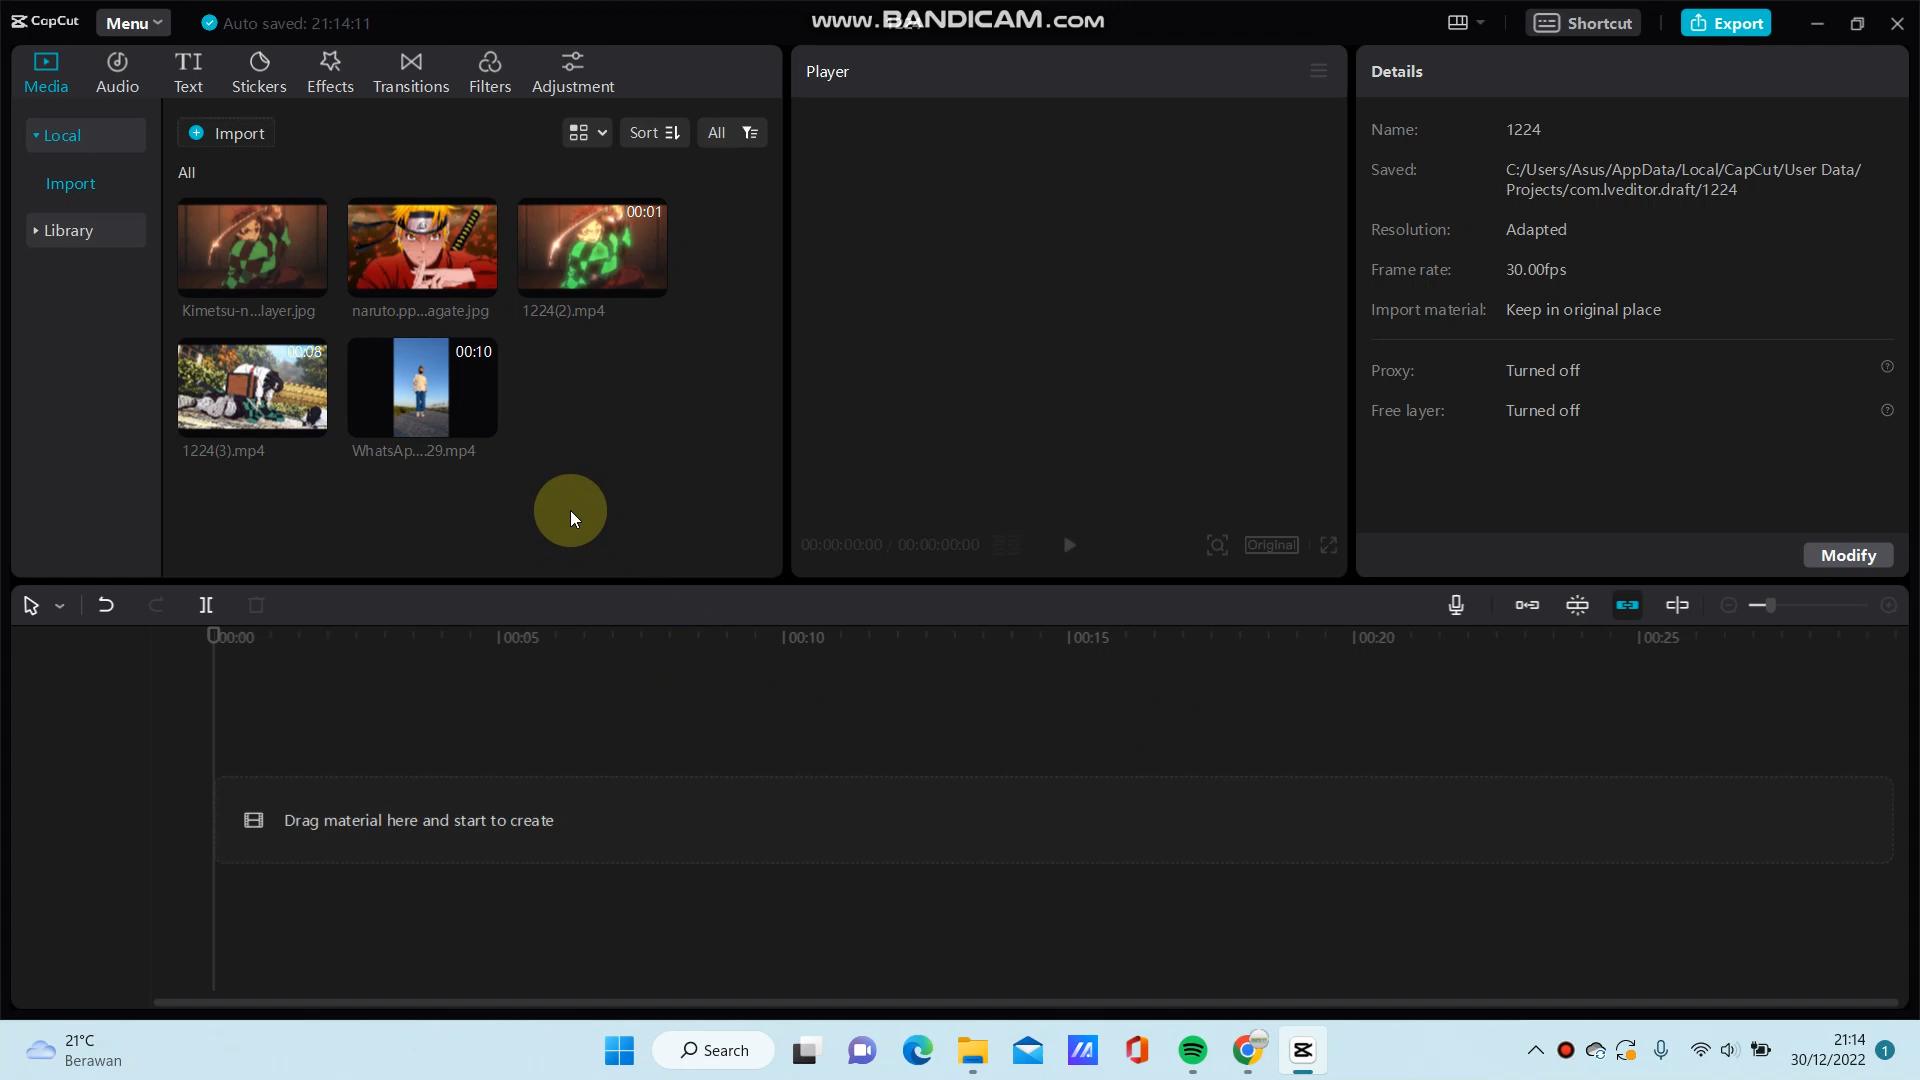 CapCut
Menu
Auto saved: 21:14:11
www.BANDICAM.com
Shortcut
Export
Media
Audio
Text
Stickers
Effects
Transitions
Filters
Adjustment
Player
Details
Local
Import
Library
Import
Sort
All
All
00:01
Kimetsu-n...layer.jpg
naruto.pp...agate.jpg
1224(2).mp4
00:08
00:10
1224(3).mp4
WhatsAp....29.mp4
00:00:00:00 / 00:00:00:00
Original
Name:
1224
Saved:
C:/Users/Asus/AppData/Local/CapCut/User Data/
Projects/com.lveditor.draft/1224
Resolution:
Adapted
Frame rate:
30.00fps
Import material:
Keep in original place
Proxy:
Turned off
Free layer:
Turned off
Modify
00:00
00:05
00:10
00:15
00:20
00:25
Drag material here and start to create
21°C
Berawan
Search
21:14
30/12/2022
1